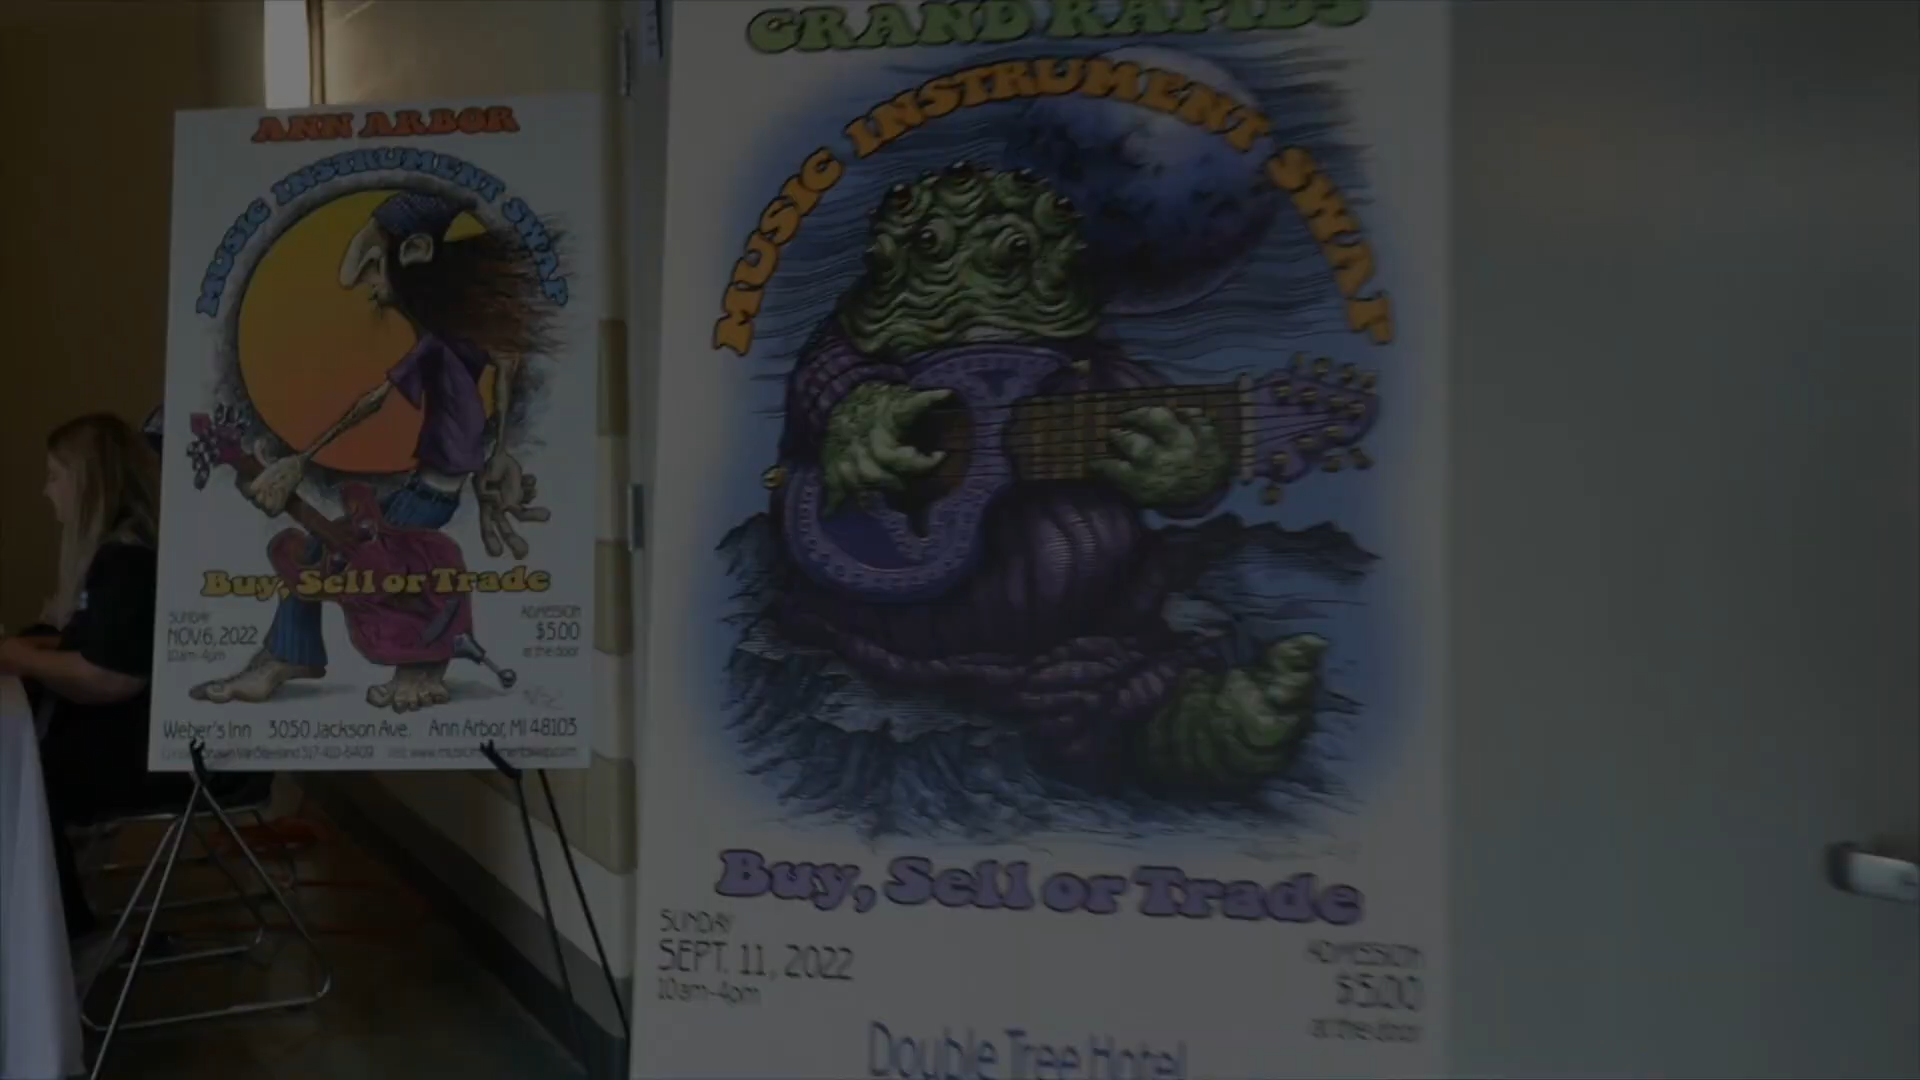 ANN ARBOR
MUSIC INSTRUMENT SWAP
Buy, Sell or Trade
SUNDAY
NOV.6, 2022
10am-4pm
ADMISSION
$5.00
at the door
Weber's Inn 3050 Jackson Ave. Ann Arbor, MI 48103
GRAND RAPIDS
MUSIC INSTRUMENT SWAP
Buy, Sell or Trade
SUNDAY
SEPT. 11, 2022
10am-4pm
ADMISSION
$5.00
at the door
Double Tree Hotel